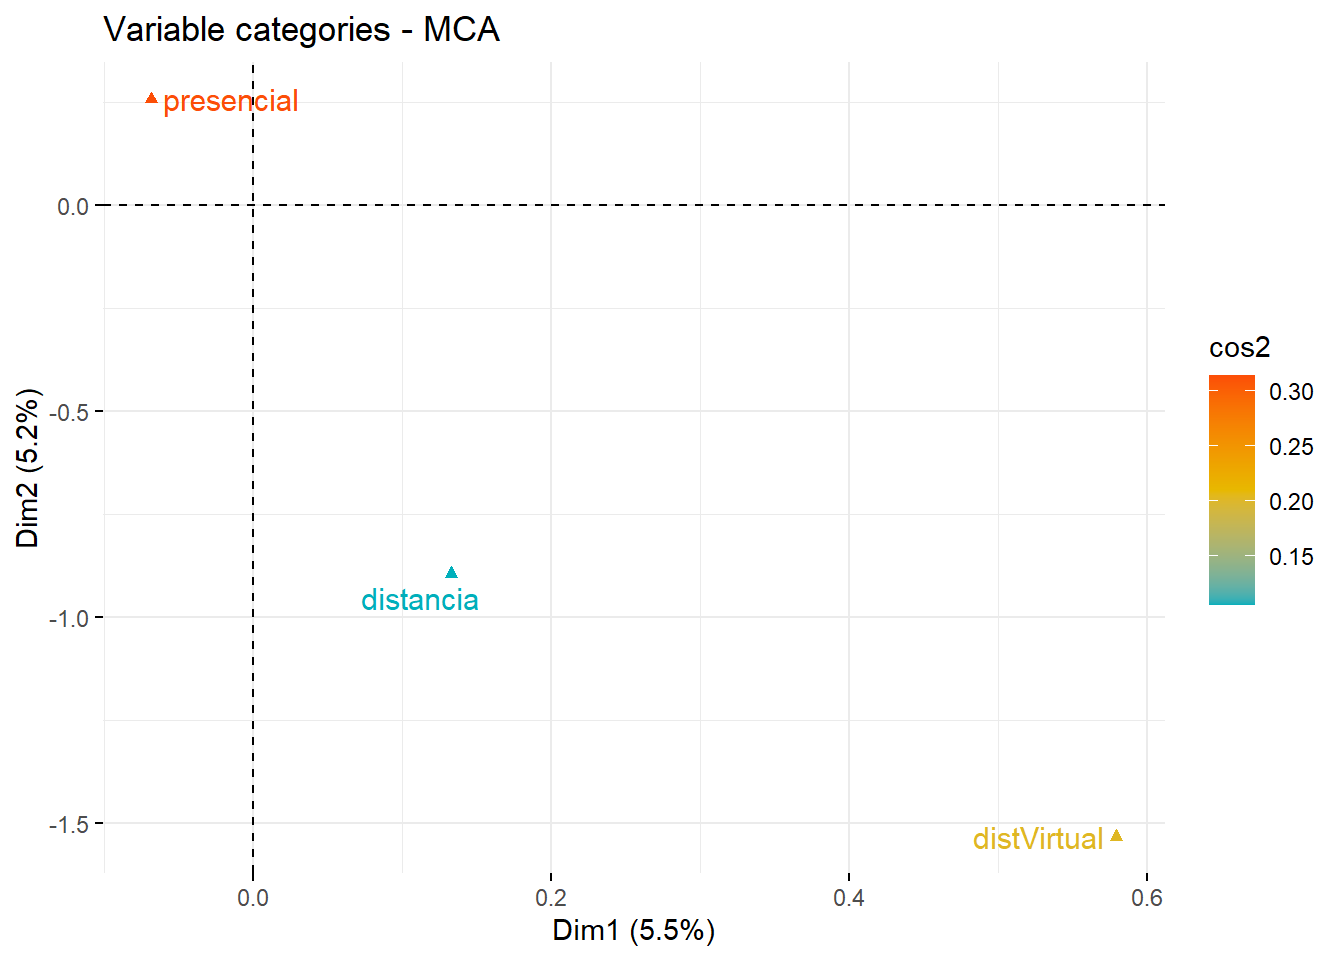 Variable categories - MCA
presencial
0.0
-0.5
-1.0
-1.5
Dim2 (5.2%)
distancia
distVirtual
0.0 0.2 0.4 0.6
Dim1 (5.5%)
cos2
0.30
0.25
0.20
0.15